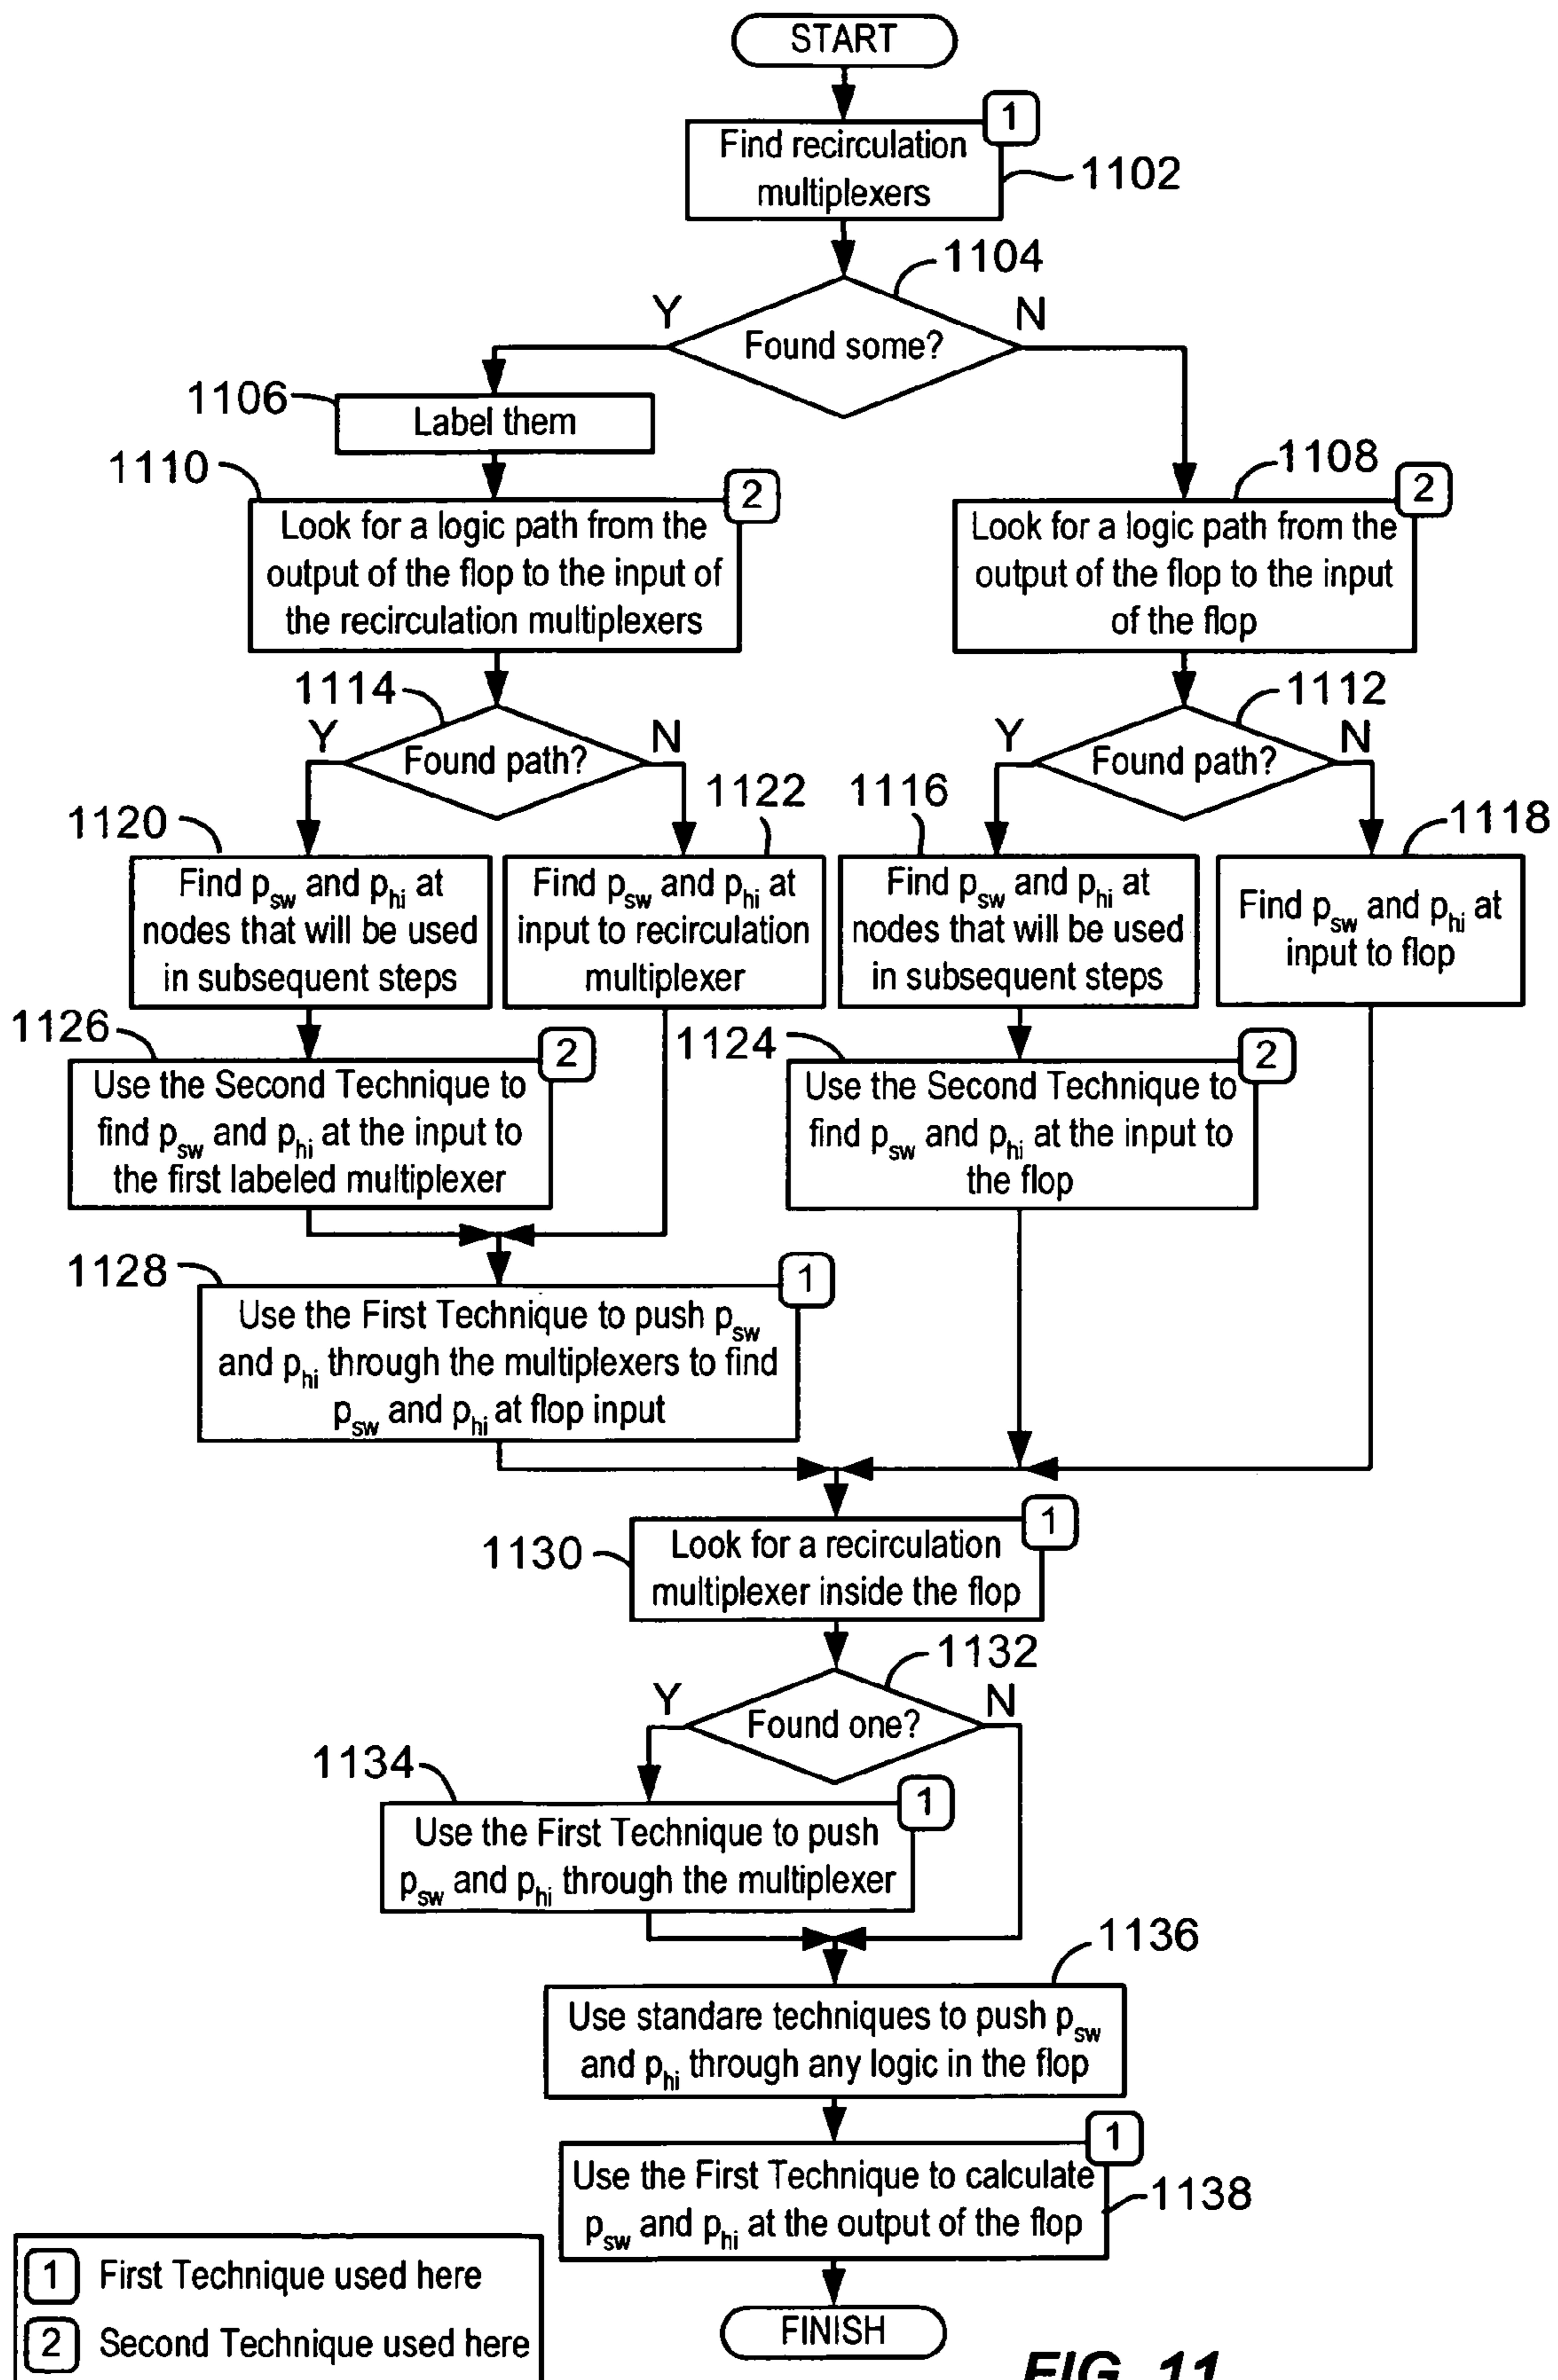 START
1
Find recirculation
multiplexers
1102
1104
Y
N
Found some?
1106
Label them
1110
2
Look for a logic path from the
output of the flop to the input of
the recirculation multiplexers
1108
2
Look for a logic path from the
output of the flop to the input
of the flop
1114
Y
N
Found path?
1112
Y
N
Found path?
1120
Find psw and phi at
nodes that will be used
in subsequent steps
1122
Find psw and phi at
input to recirculation
multiplexer
1116
Find psw and phi at
nodes that will be used
in subsequent steps
1118
Find psw and phi at
input to flop
1126
2
Use the Second Technique to
find psw and phi at the input to
the first labeled multiplexer
1124
2
Use the Second Technique to
find psw and phi at the input to
the flop
1128
1
Use the First Technique to push psw
and phi through the multiplexers to find
psw and phi at flop input
1130
1
Look for a recirculation
multiplexer inside the flop
1132
Y
N
Found one?
1134
1
Use the First Technique to push
psw and phi through the multiplexer
1136
Use standare techniques to push psw
and phi through any logic in the flop
1
Use the First Technique to calculate
psw and phi at the output of the flop
1138
FINISH
1 First Technique used here
2 Second Technique used here
FIG. 11